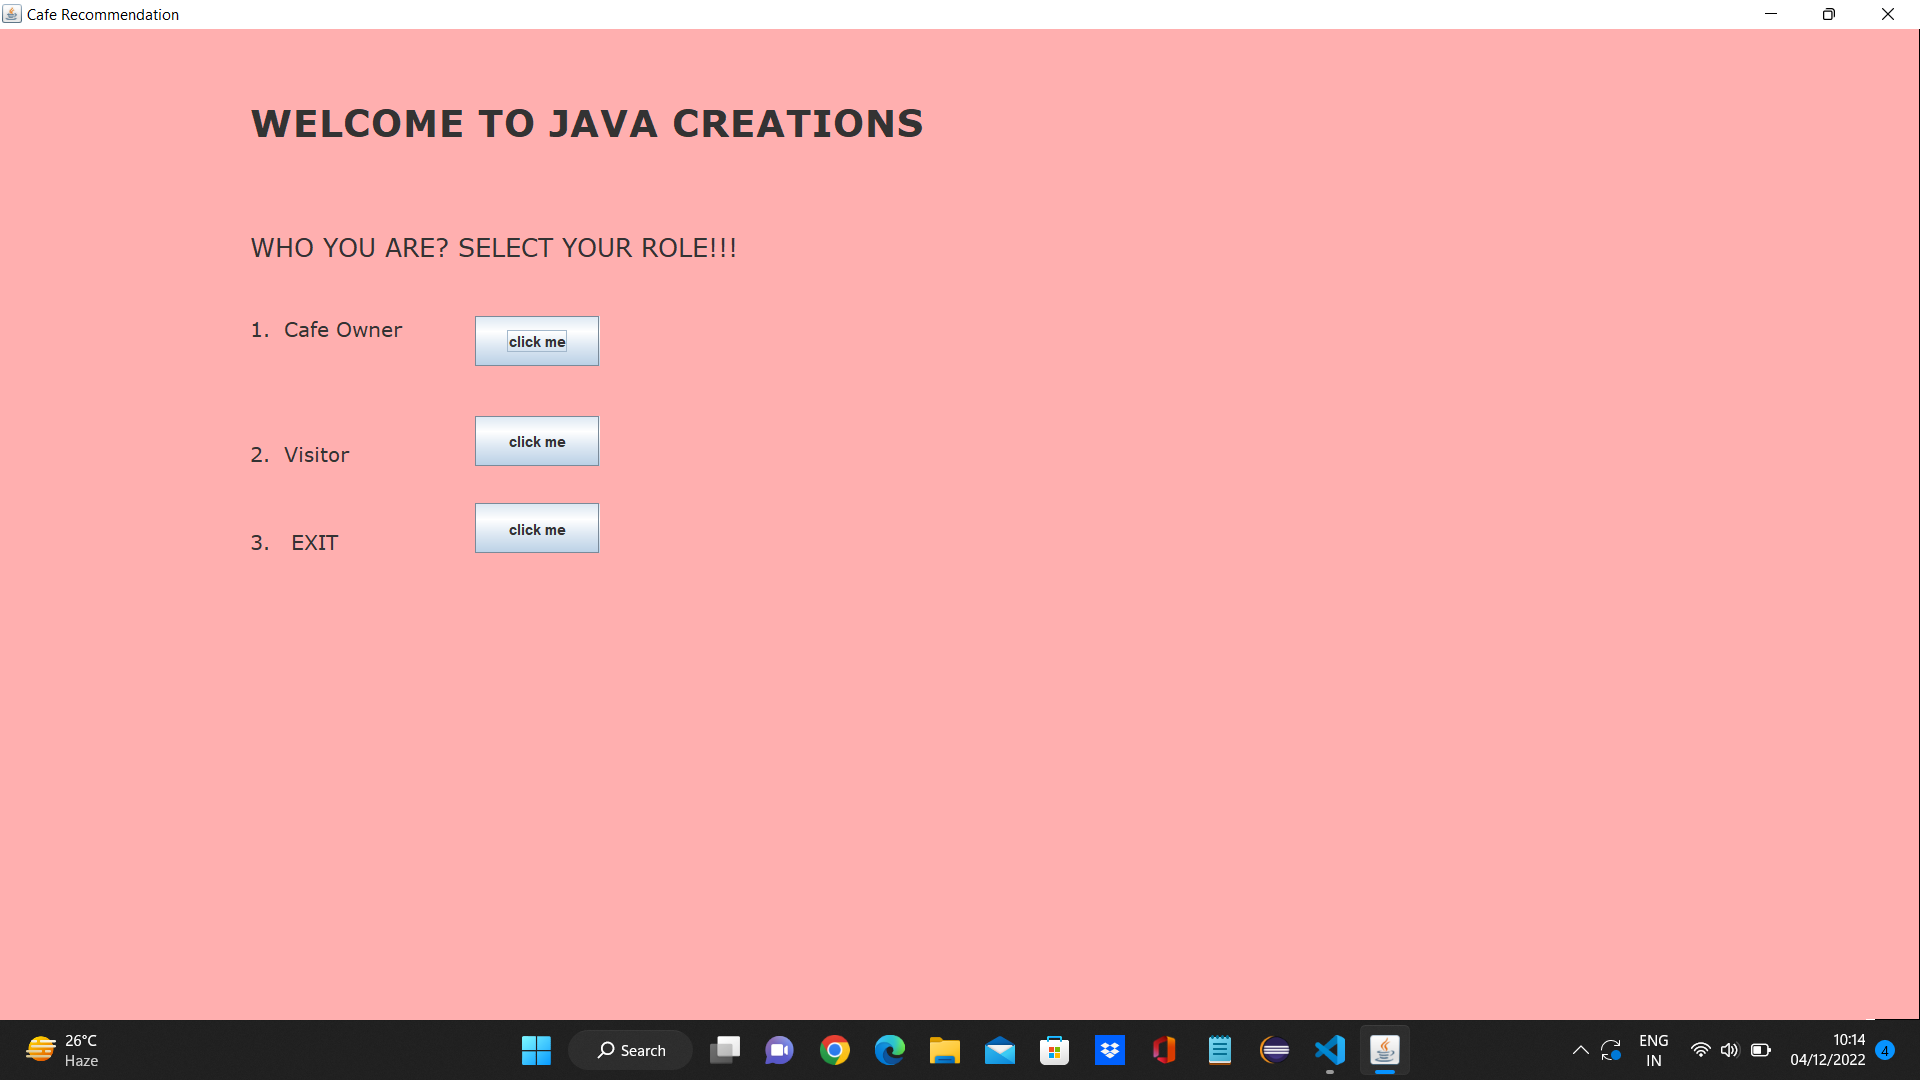 Cafe Recommendation
WELCOME TO JAVA CREATIONS
WHO YOU ARE? SELECT YOUR ROLE!!!
1. Cafe Owner click me
2. Visitor click me
3. EXIT click me
26°C
Haze
Search
ENG
IN
10:14
04/12/2022
4